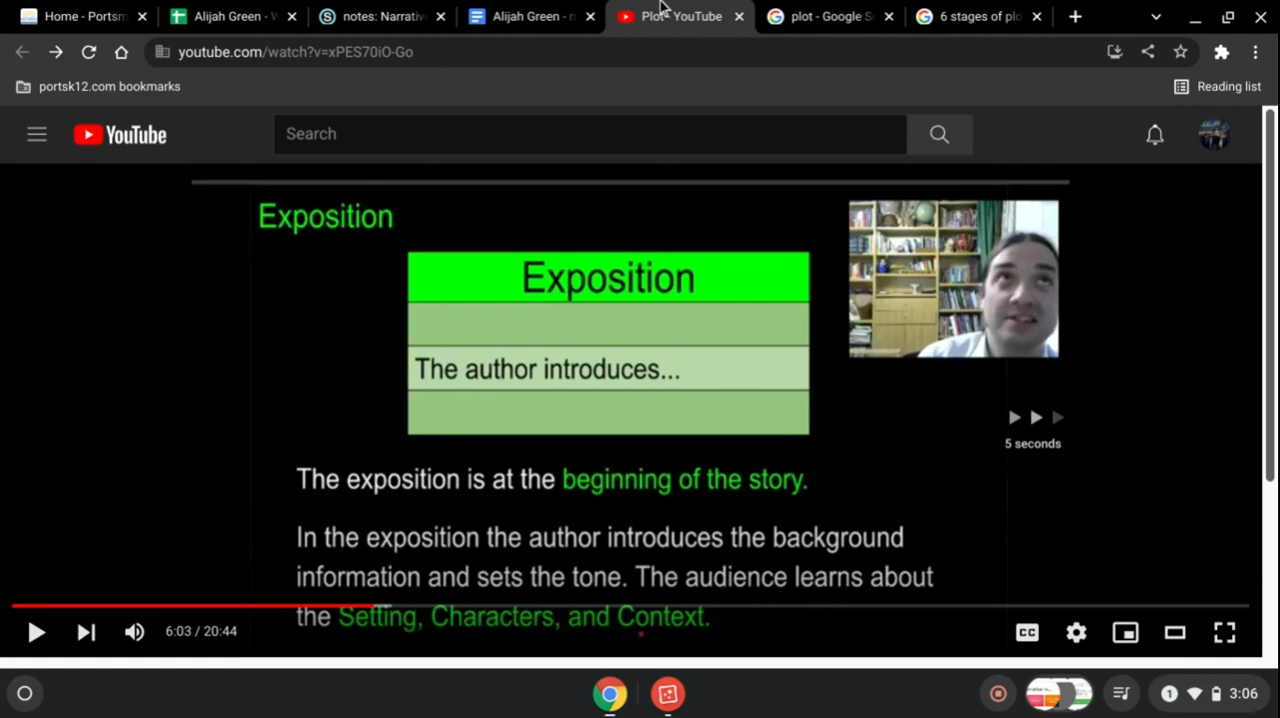 Home - Portsm
Alijah Green - W
notes: Narrativ
Alijah Green - n
Plot - YouTube
plot - Google S
6 stages of plo
youtube.com/watch?v=xPES70iO-Go
portsk12.com bookmarks
Reading list
YouTube
Search
Exposition
Exposition
The author introduces...
5 seconds
The exposition is at the beginning of the story.
In the exposition the author introduces the background
information and sets the tone. The audience learns about
the Setting, Characters, and Context.
6:03 / 20:44
CC
1
3:06